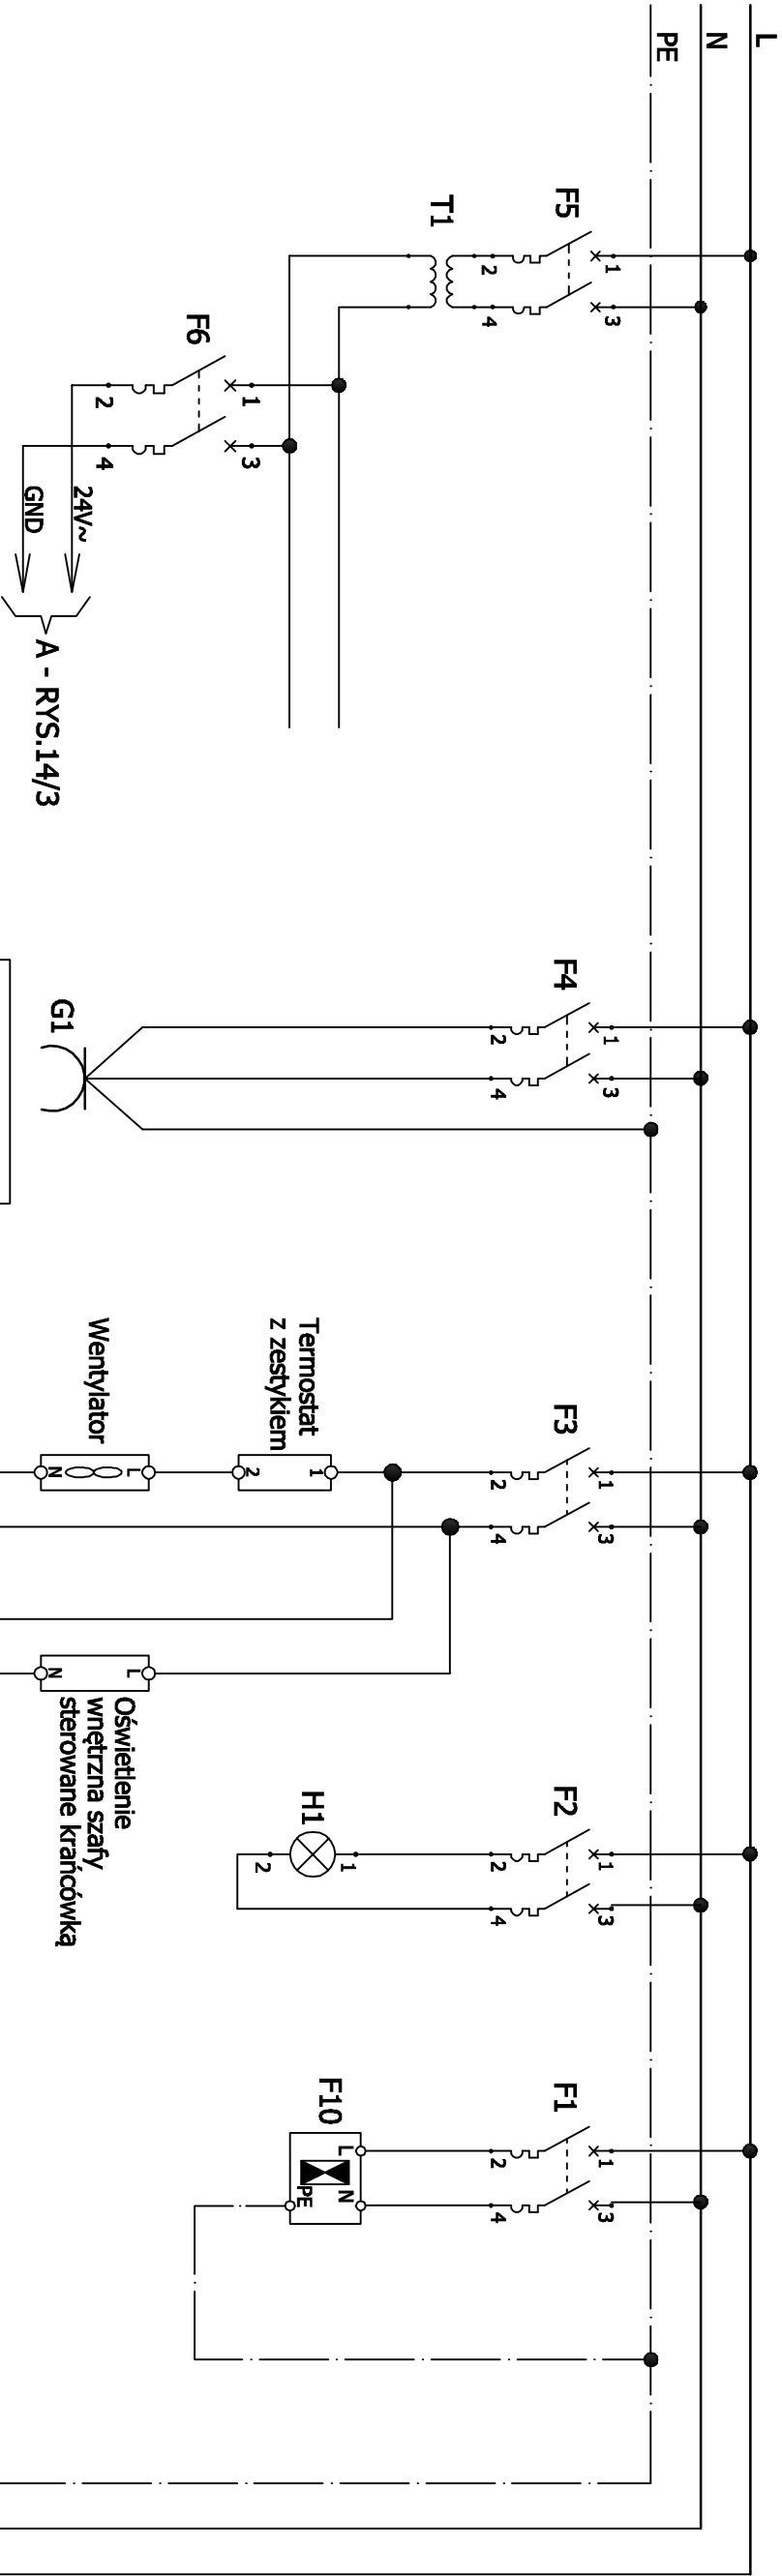 L
N
PE
F5
1
3
2
4
T1
F6
1
3
2
4
24V~
GND
A - RYS.14/3
F4
1
3
2
4
G1
F3
1
3
2
4
Termostat
z zestykiem
1
2
Wentylator
L
N
L
N
Oświetlenie
wnętrzna szafy
sterowane krańcówką
F2
1
3
2
4
H1
1
2
F1
1
3
2
4
F10
L
N
PE